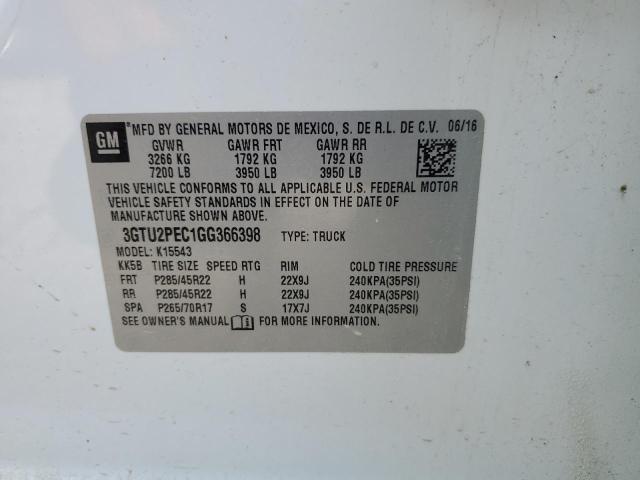 GM ® MFD BY GENERAL MOTORS DE MEXICO, S. DE R.L. DE C.V. 06/16
GVWR GAWR FRT GAWR RR
3266 KG 1792 KG 1792 KG
7200 LB 3950 LB 3950 LB
THIS VEHICLE CONFORMS TO ALL APPLICABLE U.S. FEDERAL MOTOR
VEHICLE SAFETY STANDARDS IN EFFECT ON THE DATE OF
MANUFACTURE SHOWN ABOVE.
3GTU2PEC1GG366398 TYPE: TRUCK
MODEL: K15543
KK5B TIRE SIZE SPEED RTG RIM COLD TIRE PRESSURE
FRT P285/45R22 H 22X9J 240KPA(35PSI)
RR P285/45R22 H 22X9J 240KPA(35PSI)
SPA P265/70R17 S 17X7J 240KPA(35PSI)
SEE OWNER'S MANUAL FOR MORE INFORMATION.